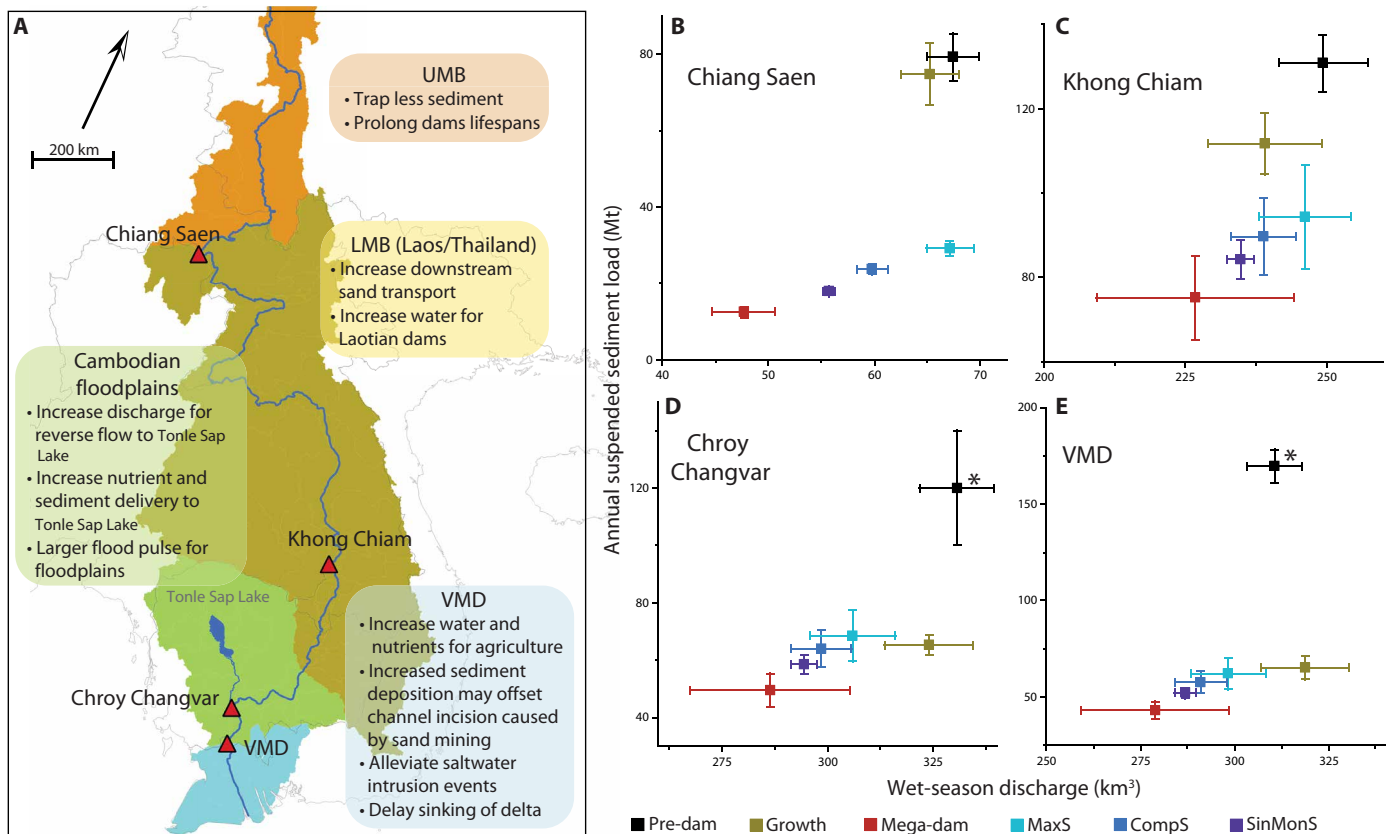 A
200 km
UMB
• Trap less sediment
• Prolong dams lifespans
Chiang Saen
LMB (Laos/Thailand)
• Increase downstream
sand transport
• Increase water for
Laotian dams
Cambodian
floodplains
• Increase discharge for
reverse flow to Tonle Sap
Lake
• Increase nutrient and
sediment delivery to
Tonle Sap Lake
• Larger flood pulse for
floodplains
Khong Chiam
Tonle Sap Lake
VMD
• Increase water and
nutrients for agriculture
• Increased sediment
deposition may offset
channel incision caused
by sand mining
• Alleviate saltwater
intrusion events
• Delay sinking of delta
Chroy Changvar
VMD
Annual suspended sediment load (Mt)
B
Chiang Saen
80
40
0
40
50
60
70
C
Khong Chiam
120
80
200
225
250
D
Chroy
Changvar
*
120
80
40
275
300
325
E
VMD
*
200
175
125
75
50
250
275
300
325
Wet-season discharge (km³)
Pre-dam
Growth
Mega-dam
MaxS
CompS
SinMonS